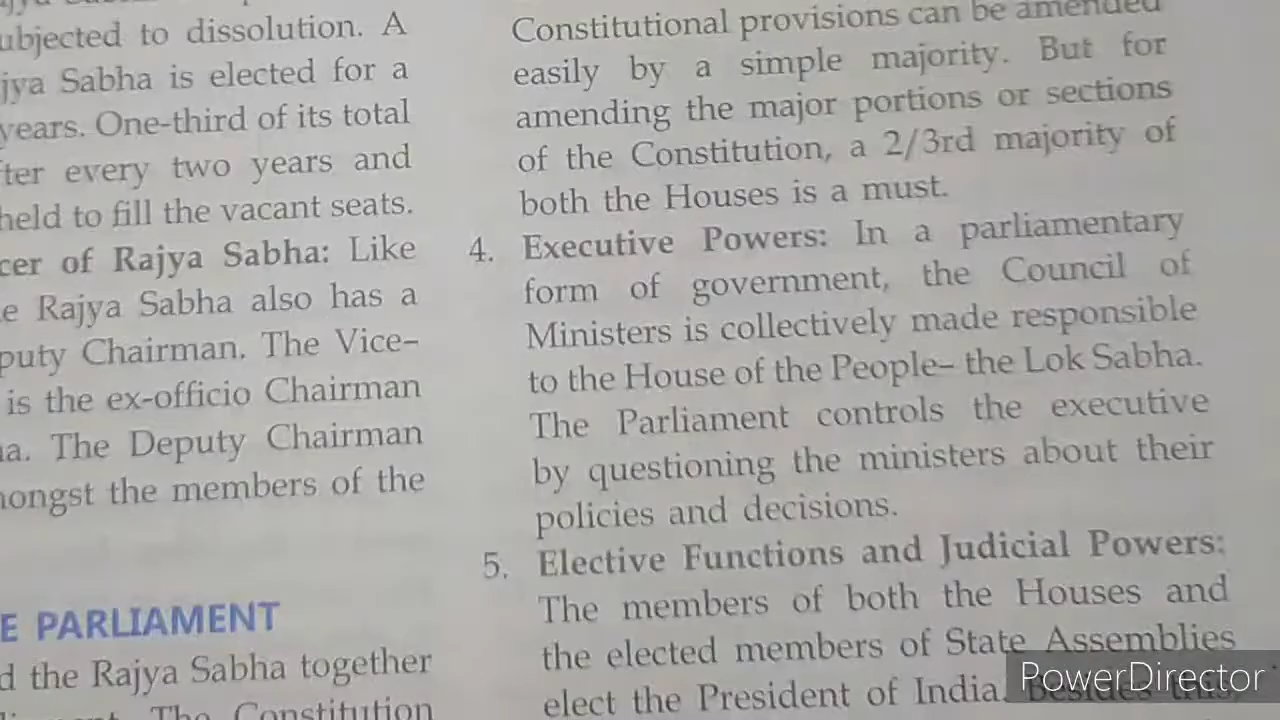 ubjected to dissolution. A
jya Sabha is elected for a
years. One-third of its total
ter every two years and
held to fill the vacant seats.
cer of Rajya Sabha: Like
e Rajya Sabha also has a
puty Chairman. The Vice–
is the ex-officio Chairman
a. The Deputy Chairman
nongst the members of the
E PARLIAMENT
d the Rajya Sabha together
The Constitution
Constitutional provisions can be amended
easily by a simple majority. But for
amending the major portions or sections
of the Constitution, a 2/3rd majority of
both the Houses is a must.
4. Executive Powers: In a parliamentary
form of government, the Council of
Ministers is collectively made responsible
to the House of the People– the Lok Sabha.
The Parliament controls the executive
by questioning the ministers about their
policies and decisions.
5. Elective Functions and Judicial Powers:
The members of both the Houses and
the elected members of State Assemblies
elect the President of India. Besides this,
PowerDirector